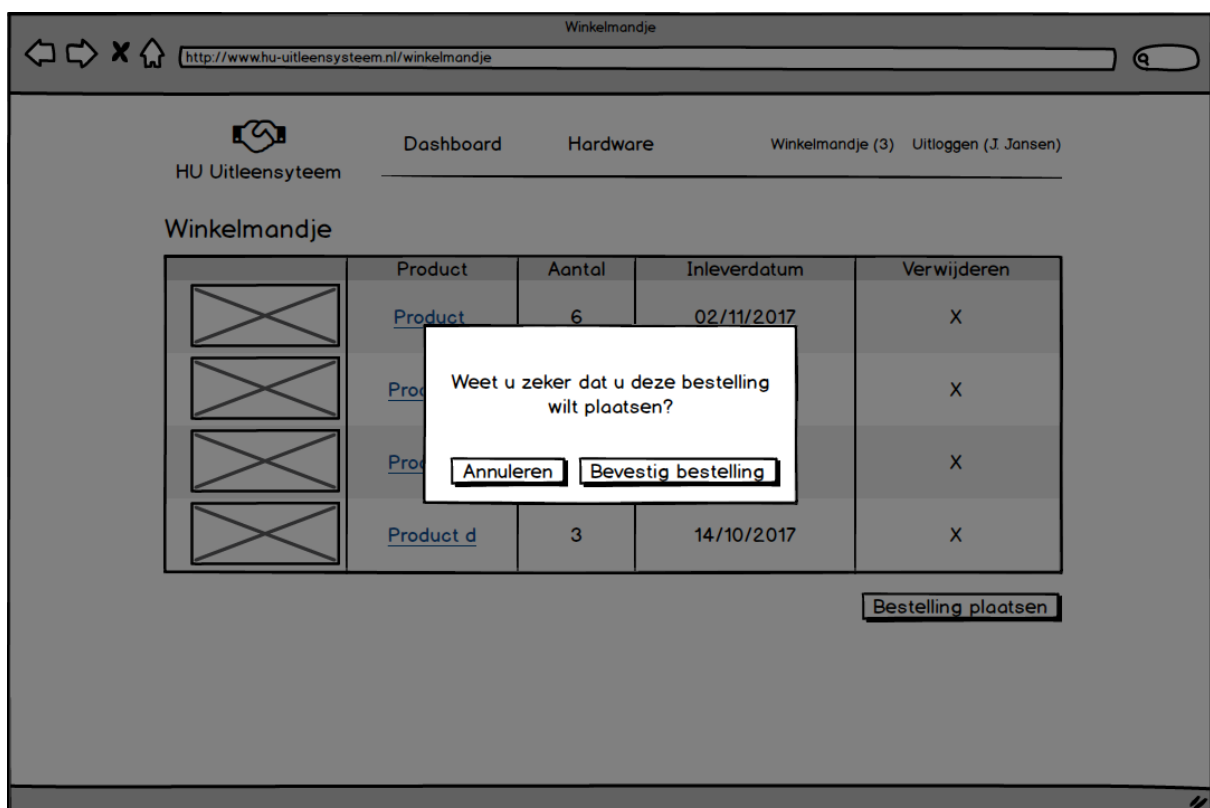 Winkelmandje
http://www.hu-uitleensysteem.nl/winkelmandje
HU Uitleensyteem
Dashboard
Hardware
Winkelmandje (3)
Uitloggen (J. Jansen)
Winkelmandje
Product Aantal Inleverdatum Verwijderen
Product 6 02/11/2017 X
X
X
Product d 3 14/10/2017 X
Weet u zeker dat u deze bestelling
wilt plaatsen?
Annuleren Bevestig bestelling
Bestelling plaatsen